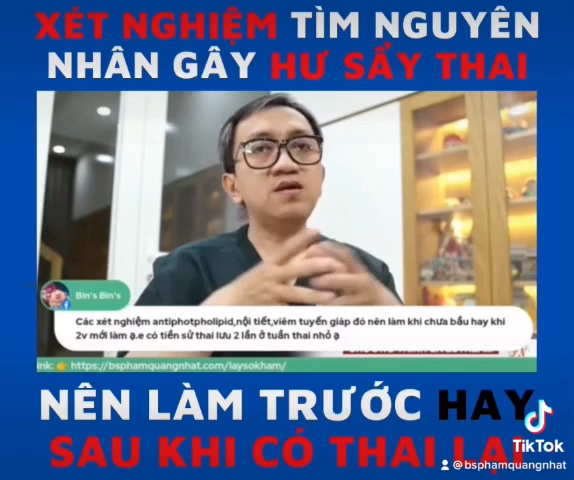 XÉT NGHIỆM TÌM NGUYÊN
NHÂN GÂY HƯ SẨY THAI
Bin's Bin's
Các xét nghiệm antiphotpholipid,nội tiết,viêm tuyến giáp đó nên làm khi chưa bầu hay khi
2v mới làm ạ.e có tiền sử thai lưu 2 lần ở tuần thai nhỏ ạ
ink: 👉 https://bsphamquangnhat.com/laysokham/
NÊN LÀM TRƯỚC HAY
SAU KHI CÓ THAI LẠI
TikTok
@bsphamquangnhat